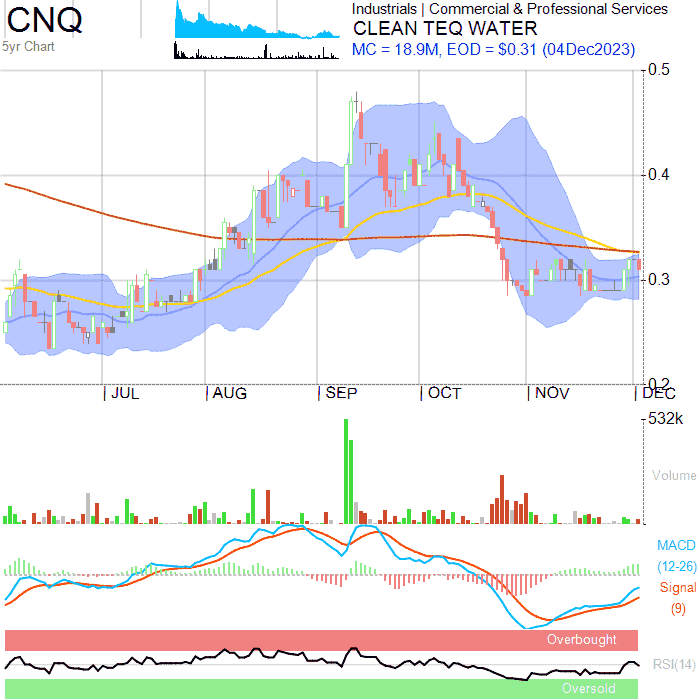 CNQ
5yr Chart
Industrials | Commercial & Professional Services
CLEAN TEQ WATER
MC = 18.9M, EOD = $0.31 (04Dec2023)
0.5
0.4
0.3
0.2
JUL
AUG
SEP
OCT
NOV
DEC
532k
Volume
MACD
(12-26)
Signal
(9)
Overbought
RSI(14)
Oversold